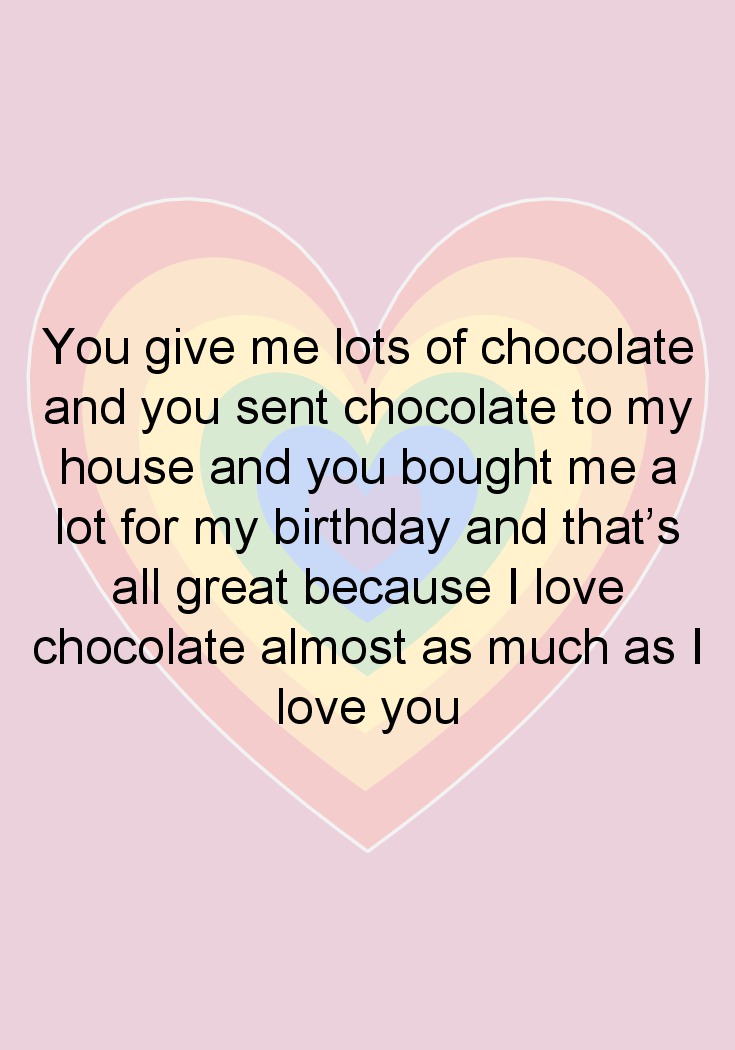 You give me lots of chocolate
and you sent chocolate to my
house and you bought me a
lot for my birthday and that’s
all great because I love
chocolate almost as much as I
love you